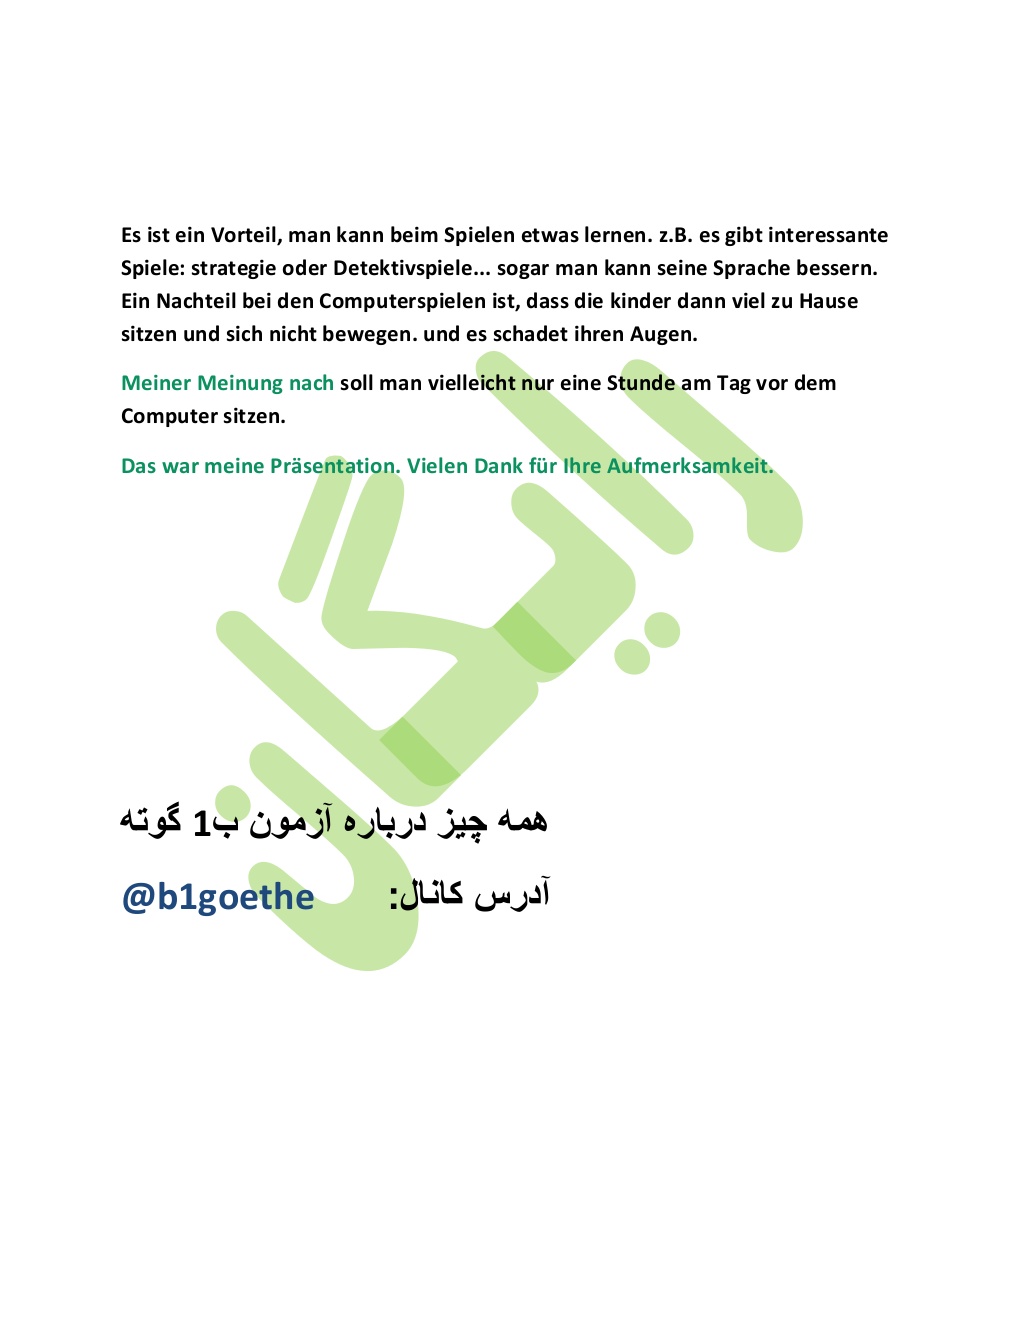 Es ist ein Vorteil, man kann beim Spielen etwas lernen. z.B. es gibt interessante
Spiele: strategie oder Detektivspiele... sogar man kann seine Sprache bessern.
Ein Nachteil bei den Computerspielen ist, dass die kinder dann viel zu Hause
sitzen und sich nicht bewegen. und es schadet ihren Augen.
Meiner Meinung nach soll man vielleicht nur eine Stunde am Tag vor dem
Computer sitzen.
Das war meine Präsentation. Vielen Dank für Ihre Aufmerksamkeit.
رایگان
همه چیز درباره آزمون ب1 گوته
آدرس کانال: @b1goethe